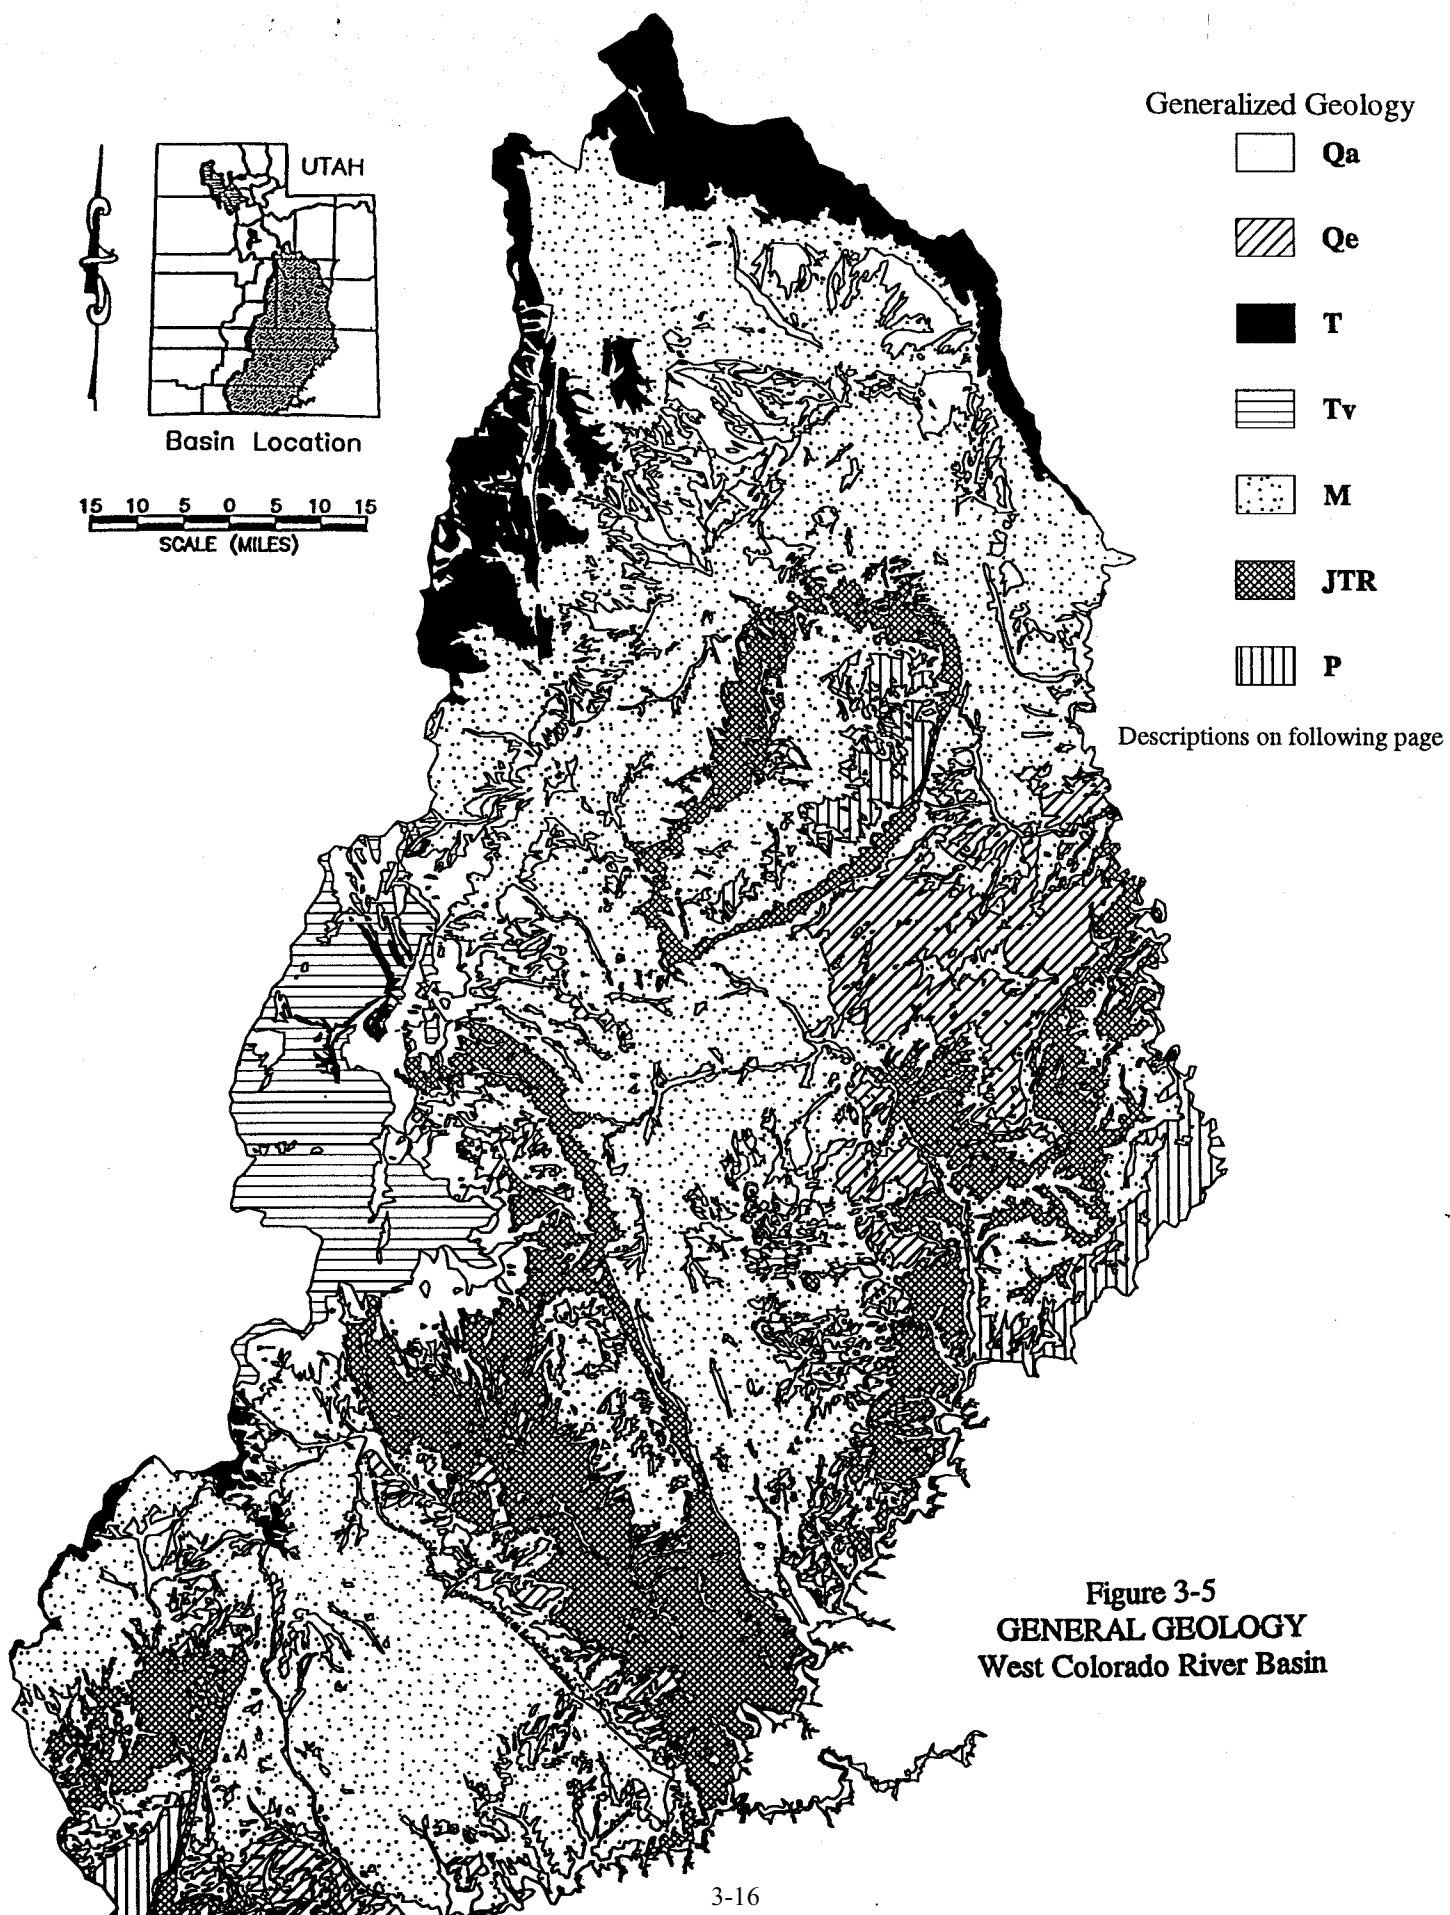 Generalized Geology
Qa
Qe
T
Tv
M
JTR
P
Descriptions on following page
UTAH
Basin Location
15 10 5 0 5 10 15
SCALE (MILES)
Figure 3-5
GENERAL GEOLOGY
West Colorado River Basin
3-16